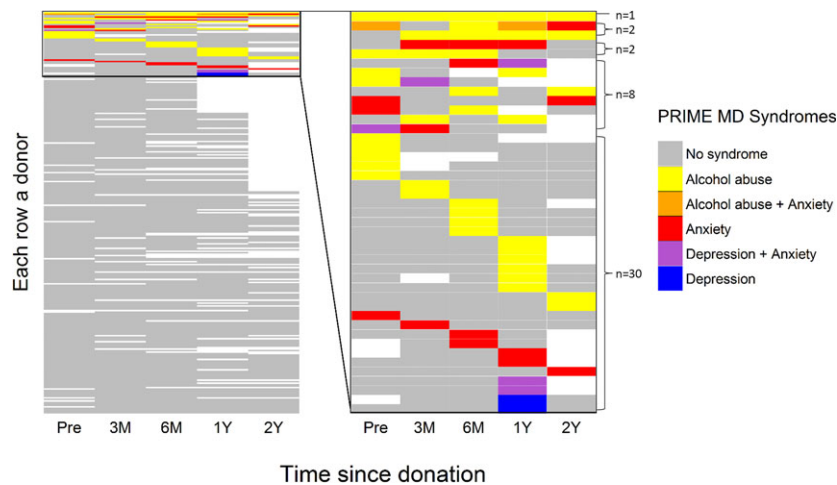 n=1
n=2
n=2
n=8
n=30
PRIME MD Syndromes
No syndrome
Alcohol abuse
Alcohol abuse + Anxiety
Anxiety
Depression + Anxiety
Depression
Each row a donor
Pre 3M 6M 1Y 2Y
Pre 3M 6M 1Y 2Y
Time since donation